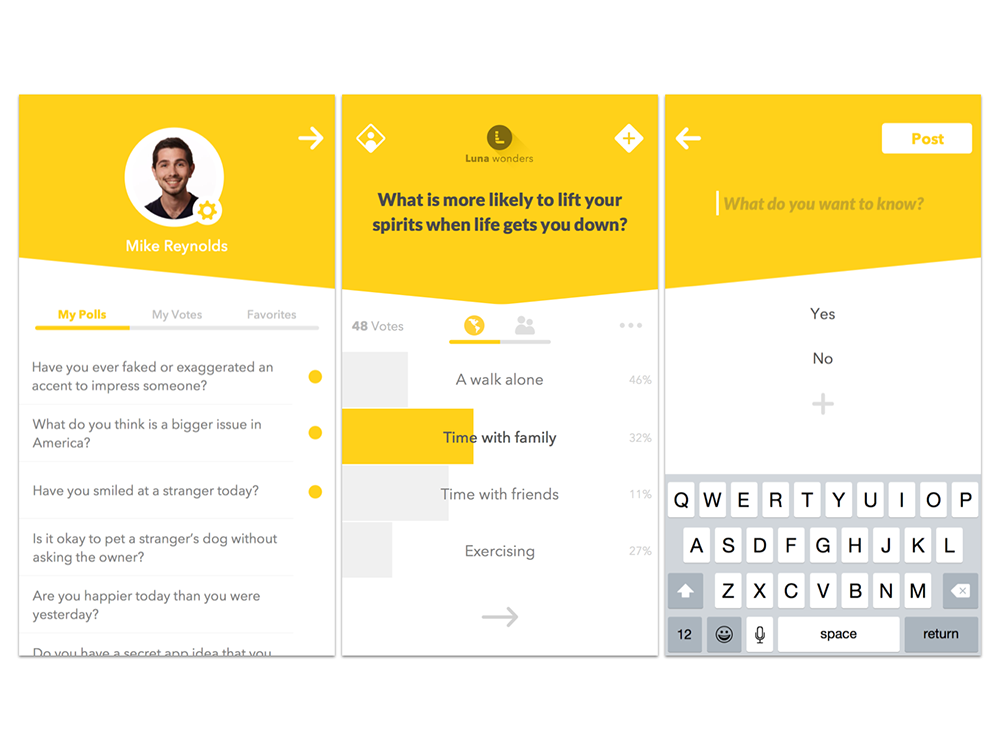 Mike Reynolds
My Polls
My Votes
Favorites
Have you ever faked or exaggerated an
accent to impress someone?
What do you think is a bigger issue in
America?
Have you smiled at a stranger today?
Is it okay to pet a stranger's dog without
asking the owner?
Are you happier today than you were
yesterday?
Do you have a secret app idea that you
L
Luna wonders
What is more likely to lift your
spirits when life gets you down?
48 Votes
A walk alone
46%
Time with family
32%
Time with friends
11%
Exercising
27%
Post
What do you want to know?
Yes
No
Q W E R T Y U I O P
A S D F G H J K L
Z X C V B N M
12
space
return